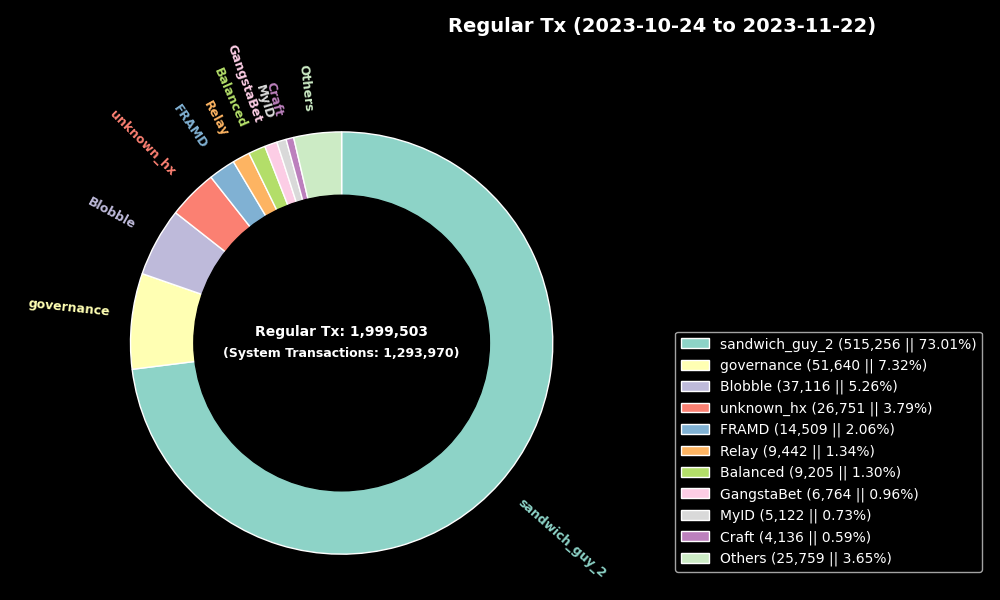 Regular Tx (2023-10-24 to 2023-11-22)
Others
Craft
MyID
GangstaBet
Balanced
Relay
FRAMD
unknown_hx
Blobble
governance
sandwich_guy_2
Regular Tx: 1,999,503
(System Transactions: 1,293,970)
sandwich_guy_2 (515,256 || 73.01%)
governance (51,640 || 7.32%)
Blobble (37,116 || 5.26%)
unknown_hx (26,751 || 3.79%)
FRAMD (14,509 || 2.06%)
Relay (9,442 || 1.34%)
Balanced (9,205 || 1.30%)
GangstaBet (6,764 || 0.96%)
MyID (5,122 || 0.73%)
Craft (4,136 || 0.59%)
Others (25,759 || 3.65%)